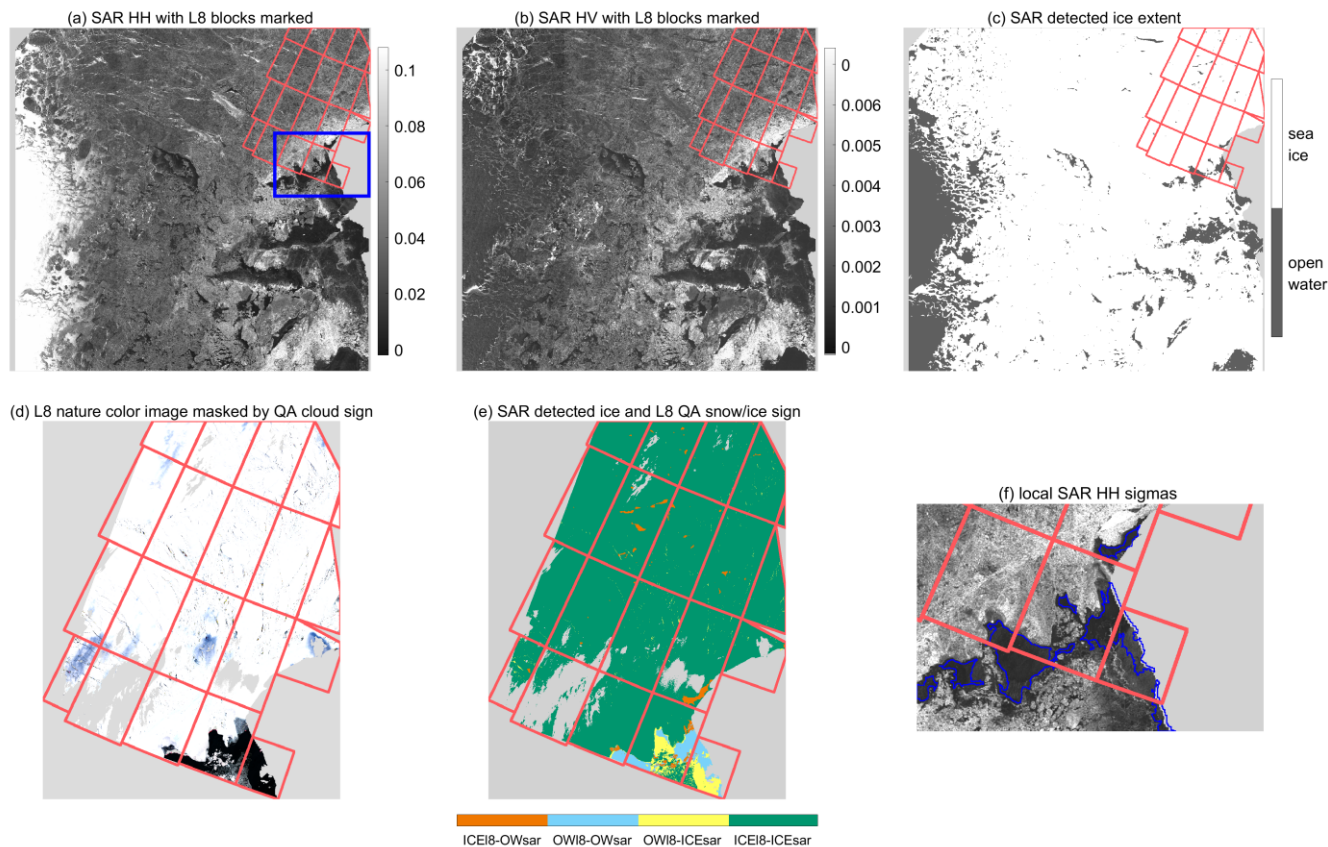 (a) SAR HH with L8 blocks marked
(b) SAR HV with L8 blocks marked
(c) SAR detected ice extent
0.1
0.08
0.06
0.04
0.02
0
0
0.006
0.005
0.004
0.003
0.002
0.001
0
sea
ice
open
water
(d) L8 nature color image masked by QA cloud sign
(e) SAR detected ice and L8 QA snow/ice sign
(f) local SAR HH sigmas
ICEl8-OWsar
OWl8-OWsar
OWl8-ICEsar
ICEl8-ICEsar